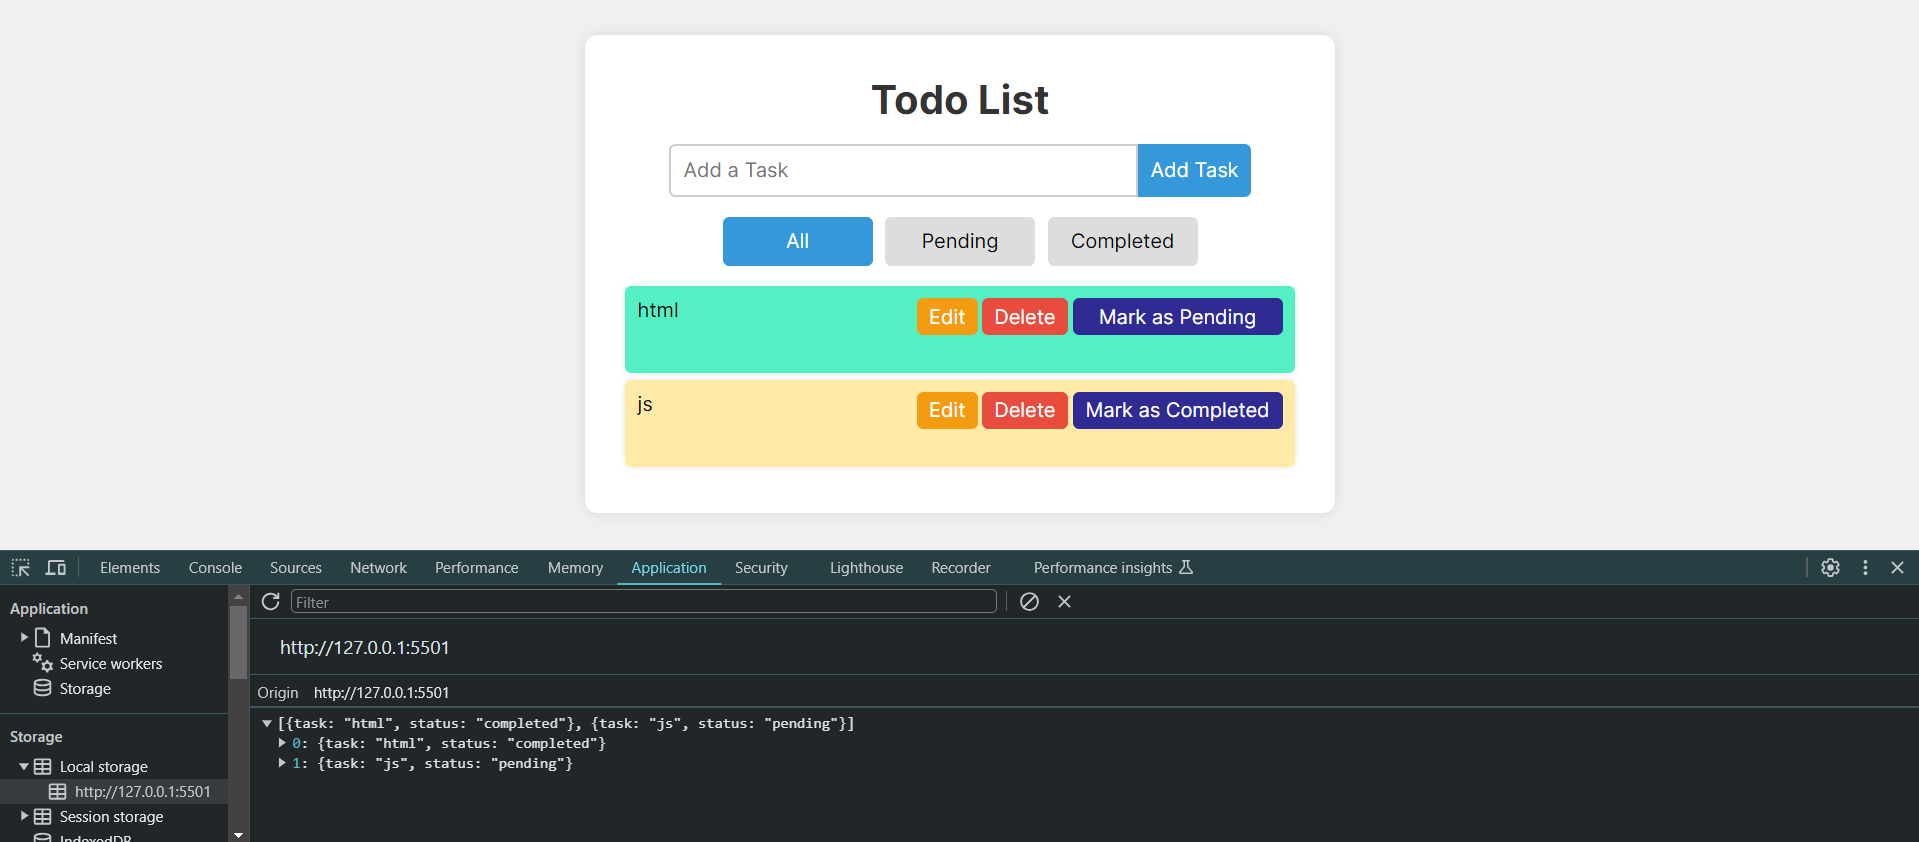 Todo List
Add a Task
Add Task
All
Pending
Completed
html
Edit
Delete
Mark as Pending
js
Edit
Delete
Mark as Completed
Elements
Console
Sources
Network
Performance
Memory
Application
Security
Lighthouse
Recorder
Performance insights
Application
Manifest
Service workers
Storage
Storage
Local storage
http://127.0.0.1:5501
Session storage
IndexedDB
Filter
http://127.0.0.1:5501
Origin http://127.0.0.1:5501
[{task: "html", status: "completed"}, {task: "js", status: "pending"}]
0: {task: "html", status: "completed"}
1: {task: "js", status: "pending"}